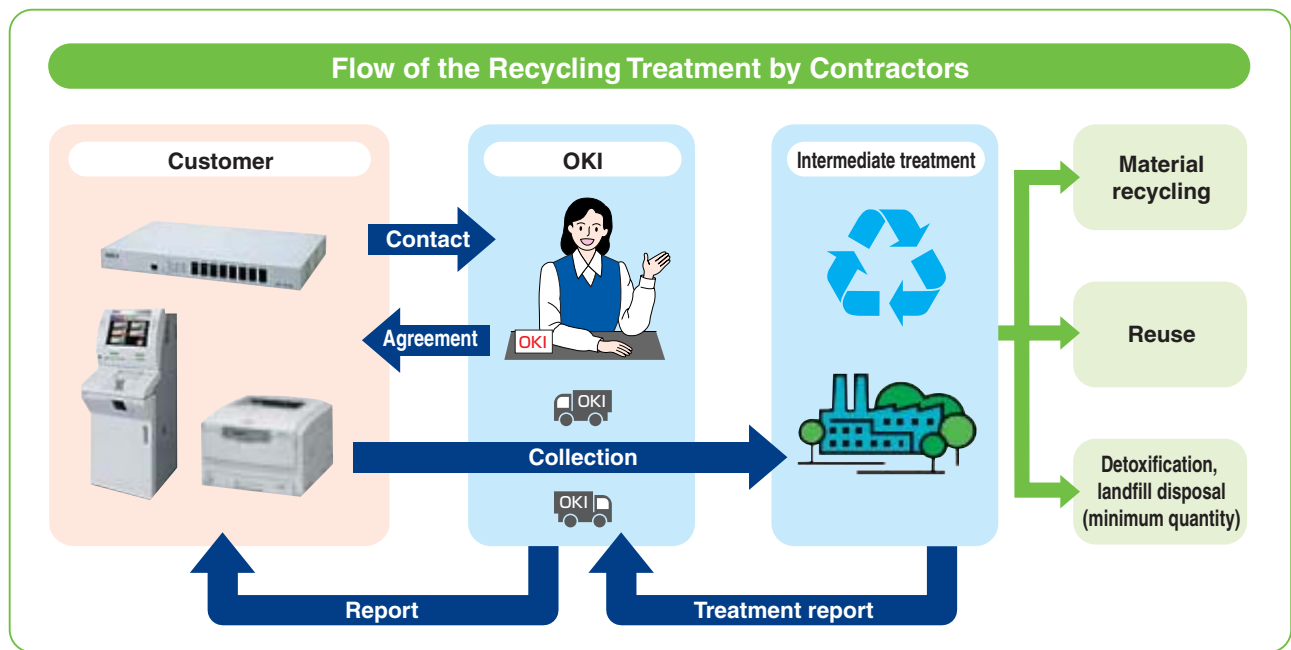 Flow of the Recycling Treatment by Contractors
Customer
OKI
Intermediate treatment
Contact
Agreement
OKI
OKI
Collection
OKI
Report
Treatment report
Material
recycling
Reuse
Detoxification,
landfill disposal
(minimum quantity)